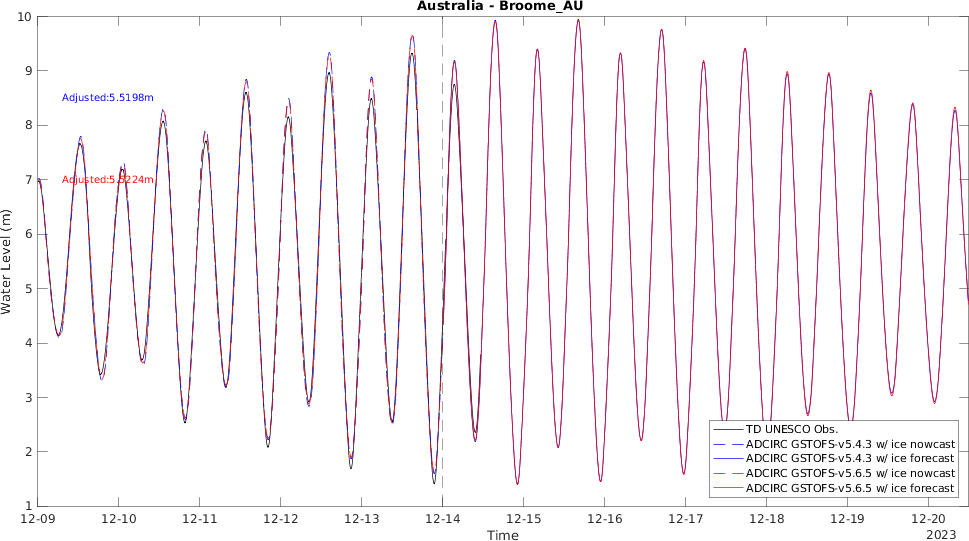 Australia - Broome_AU
10
9
8
7
6
5
4
3
2
1
Water Level (m)
Adjusted:5.5198m
Adjusted:5.5224m
TD UNESCO Obs.
ADCIRC GSTOFS-v5.4.3 w/ ice nowcast
ADCIRC GSTOFS-v5.4.3 w/ ice forecast
ADCIRC GSTOFS-v5.6.5 w/ ice nowcast
ADCIRC GSTOFS-v5.6.5 w/ ice forecast
12-09 12-10 12-11 12-12 12-13 12-14 12-15 12-16 12-17 12-18 12-19 12-20
Time
2023